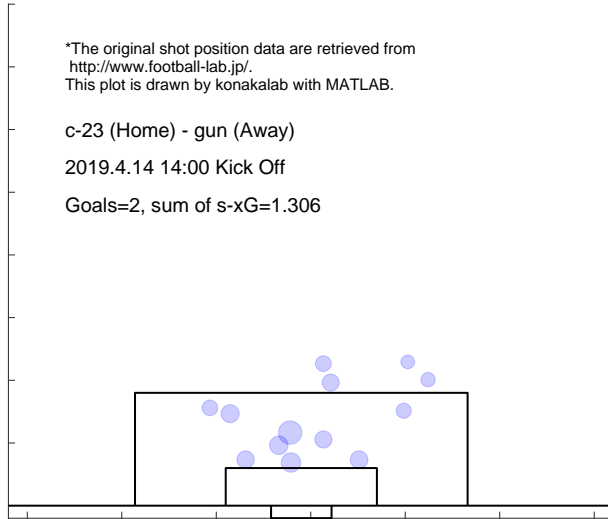 *The original shot position data are retrieved from
http://www.football-lab.jp/.
This plot is drawn by konakalab with MATLAB.
c-23 (Home) - gun (Away)
2019.4.14 14:00 Kick Off
Goals=2, sum of s-xG=1.306